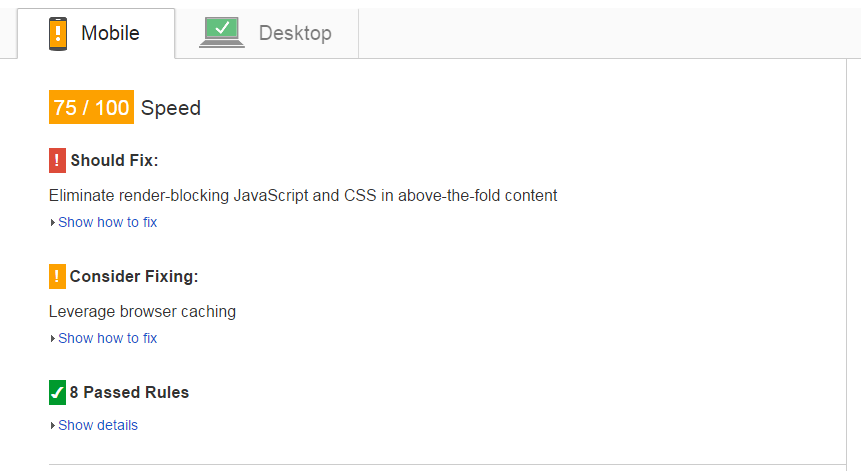 Mobile
Desktop
75 / 100 Speed
! Should Fix:
Eliminate render-blocking JavaScript and CSS in above-the-fold content
Show how to fix
! Consider Fixing:
Leverage browser caching
Show how to fix
8 Passed Rules
Show details